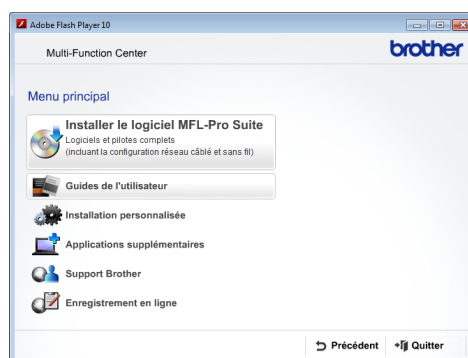 Adobe Flash Player 10
Multi-Function Center
brother
Menu principal
Installer le logiciel MFL-Pro Suite
Logiciels et pilotes complets
(incluant la configuration réseau câblé et sans fil)
Guides de l'utilisateur
Installation personnalisée
Applications supplémentaires
Support Brother
Enregistrement en ligne
Précédent
Quitter